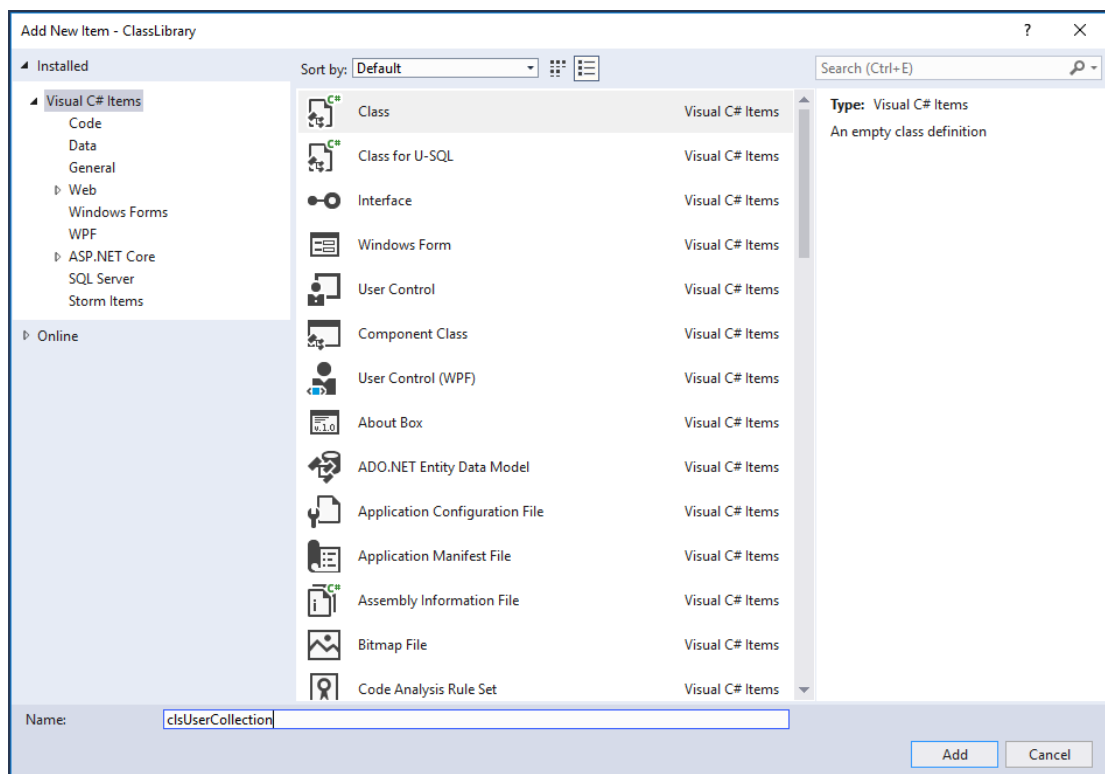 Add New Item - ClassLibrary
?
Installed
Sort by: Default
Search (Ctrl+E)
Visual C# Items
Code
Data
General
Web
Windows Forms
WPF
ASP.NET Core
SQL Server
Storm Items
Online
C# Class Visual C# Items
C# Class for U-SQL Visual C# Items
Interface Visual C# Items
Windows Form Visual C# Items
User Control Visual C# Items
Component Class Visual C# Items
User Control (WPF) Visual C# Items
v.1.0 About Box Visual C# Items
ADO.NET Entity Data Model Visual C# Items
Application Configuration File Visual C# Items
Application Manifest File Visual C# Items
C# Assembly Information File Visual C# Items
Bitmap File Visual C# Items
Code Analysis Rule Set Visual C# Items
Type: Visual C# Items
An empty class definition
Name: clsUserCollection
Add Cancel